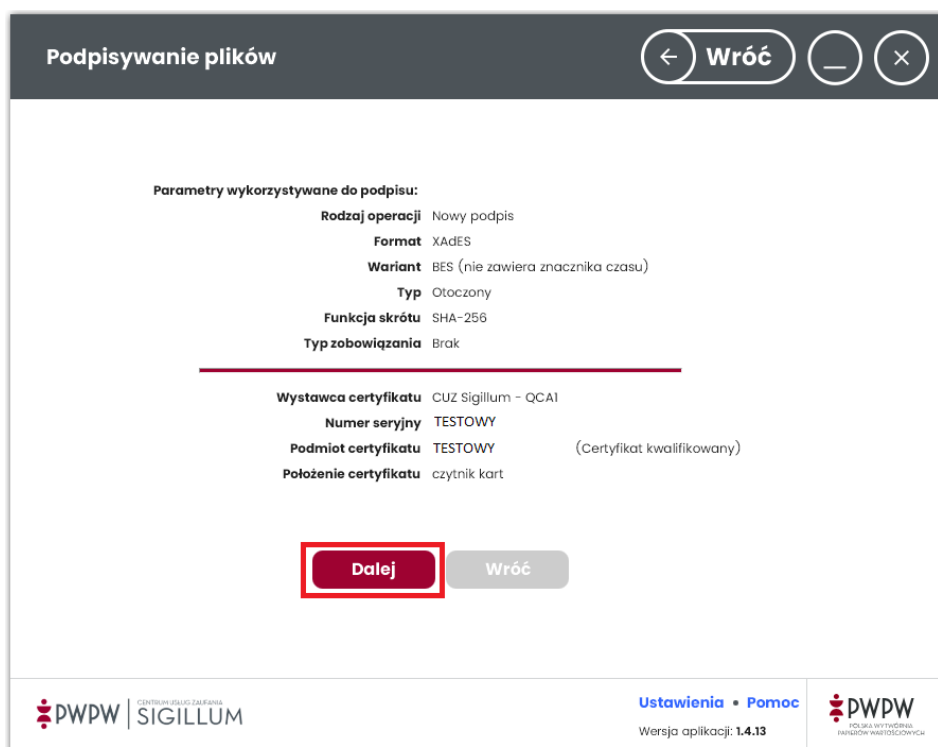 Podpisywanie plików
Wróć
Parametry wykorzystywane do podpisu:
Rodzaj operacji Nowy podpis
Format XAdES
Wariant BES (nie zawiera znacznika czasu)
Typ Otoczony
Funkcja skrótu SHA-256
Typ zobowiązania Brak
Wystawca certyfikatu CUZ Sigillum - QCA1
Numer seryjny TESTOWY
Podmiot certyfikatu TESTOWY (Certyfikat kwalifikowany)
Położenie certyfikatu czytnik kart
Dalej Wróć
PWPW CENTRUM USŁUG ZAUFANIA
SIGILLUM
Ustawienia • Pomoc
Wersja aplikacji: 1.4.13
PWPW
POLSKA WYTWÓRNIA
PAPIERÓW WARTOŚCIOWYCH